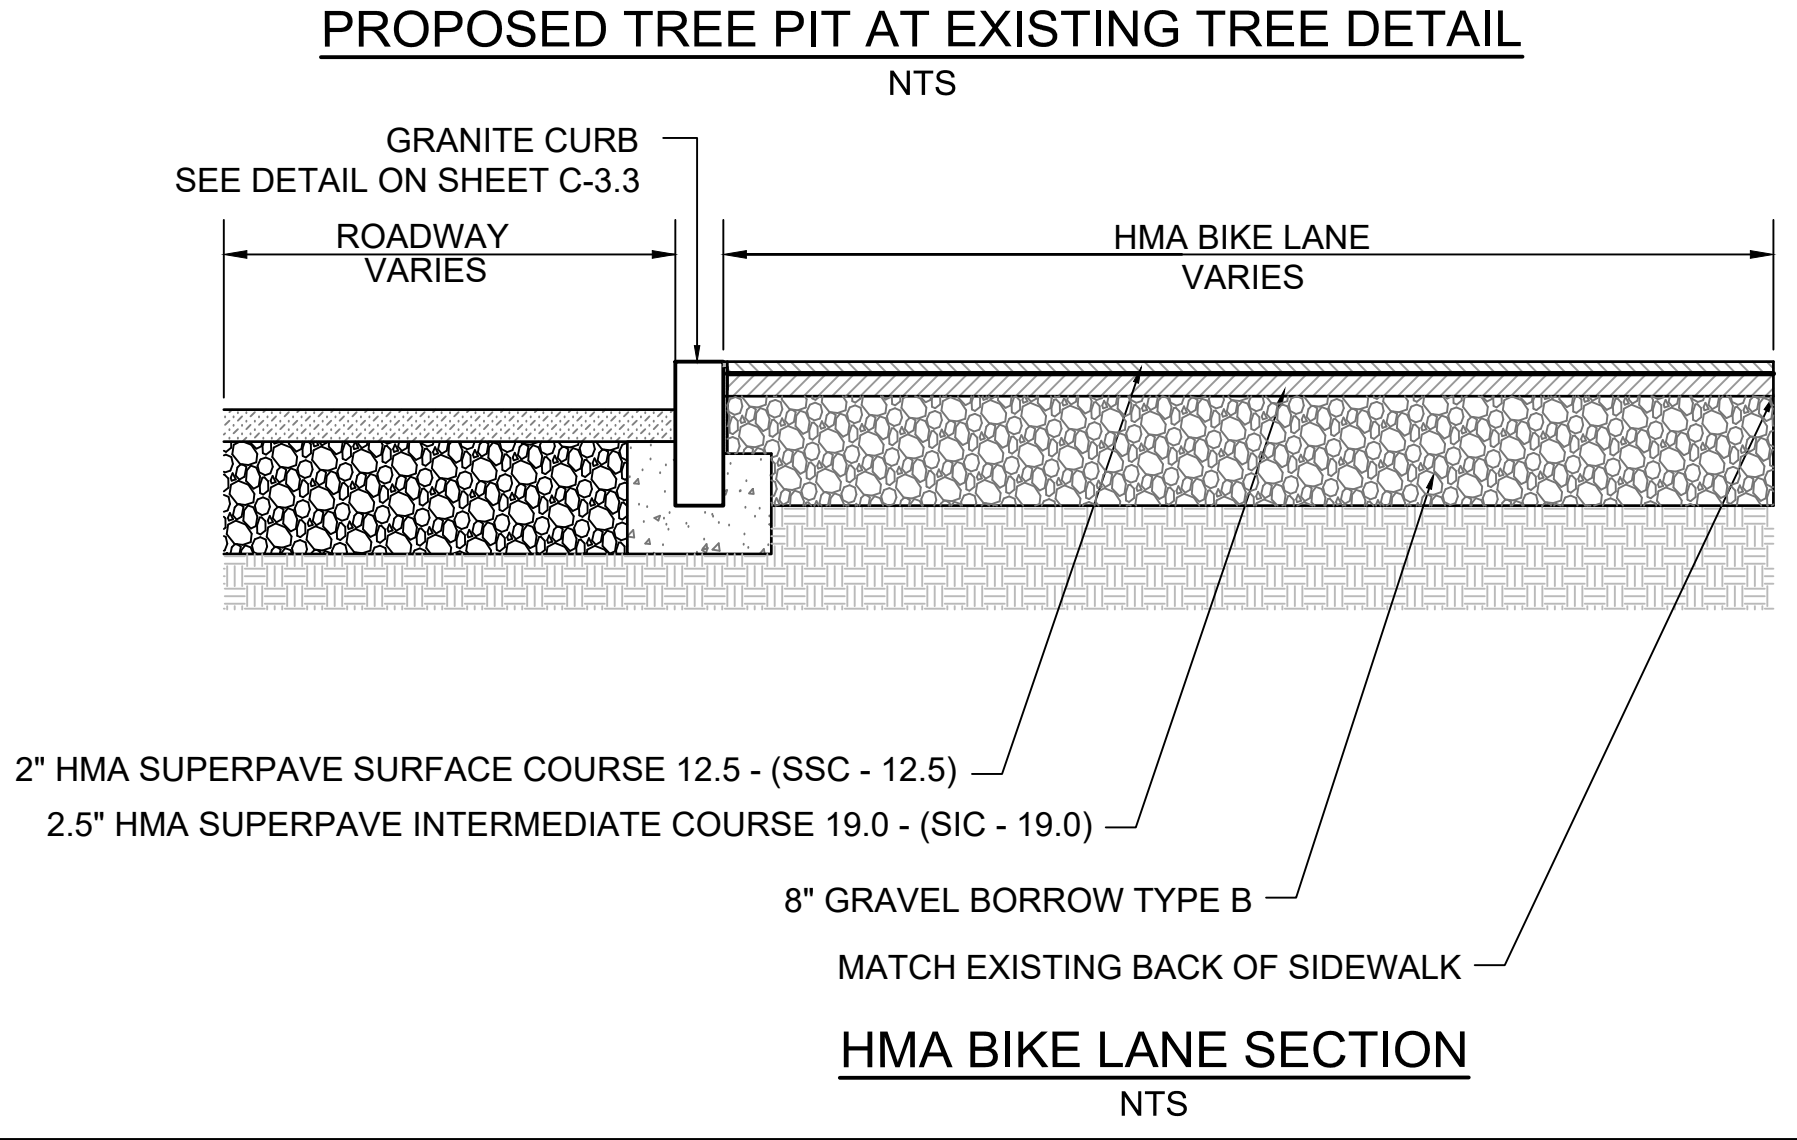 PROPOSED TREE PIT AT EXISTING TREE DETAIL
NTS
GRANITE CURB
SEE DETAIL ON SHEET C-3.3
ROADWAY
VARIES
HMA BIKE LANE
VARIES
2" HMA SUPERPAVE SURFACE COURSE 12.5 - (SSC - 12.5)
2.5" HMA SUPERPAVE INTERMEDIATE COURSE 19.0 - (SIC - 19.0)
8" GRAVEL BORROW TYPE B
MATCH EXISTING BACK OF SIDEWALK
HMA BIKE LANE SECTION
NTS